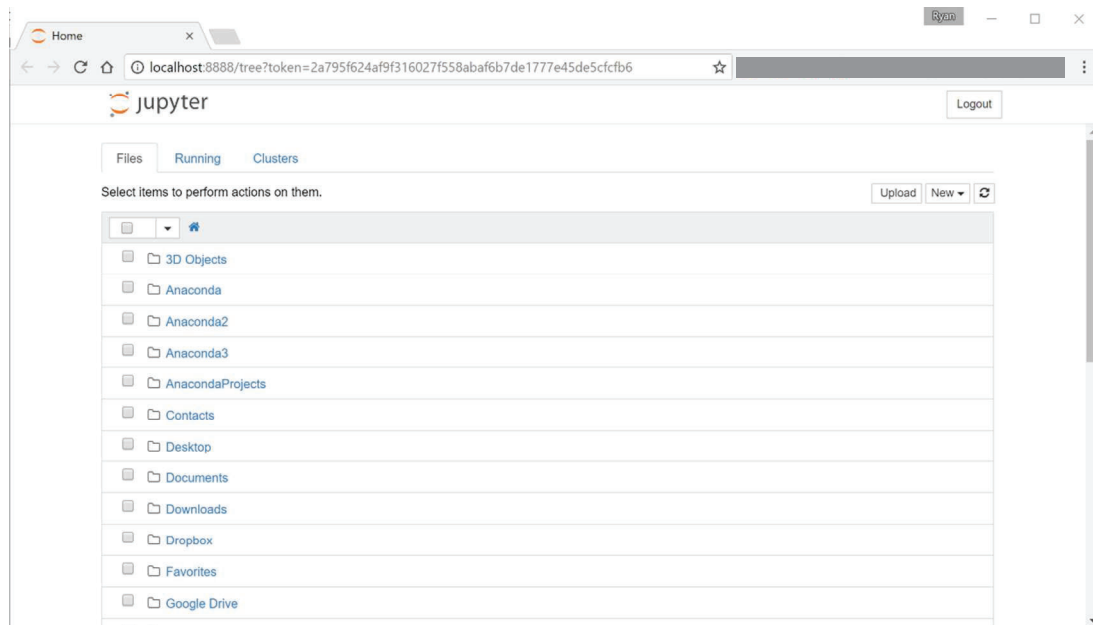 Ryan
Home
localhost:8888/tree?token=2a795f624af9f316027f558abaf6b7de1777e45de5cfcfb6
jupyter
Logout
Files Running Clusters
Select items to perform actions on them.
Upload New
3D Objects
Anaconda
Anaconda2
Anaconda3
AnacondaProjects
Contacts
Desktop
Documents
Downloads
Dropbox
Favorites
Google Drive